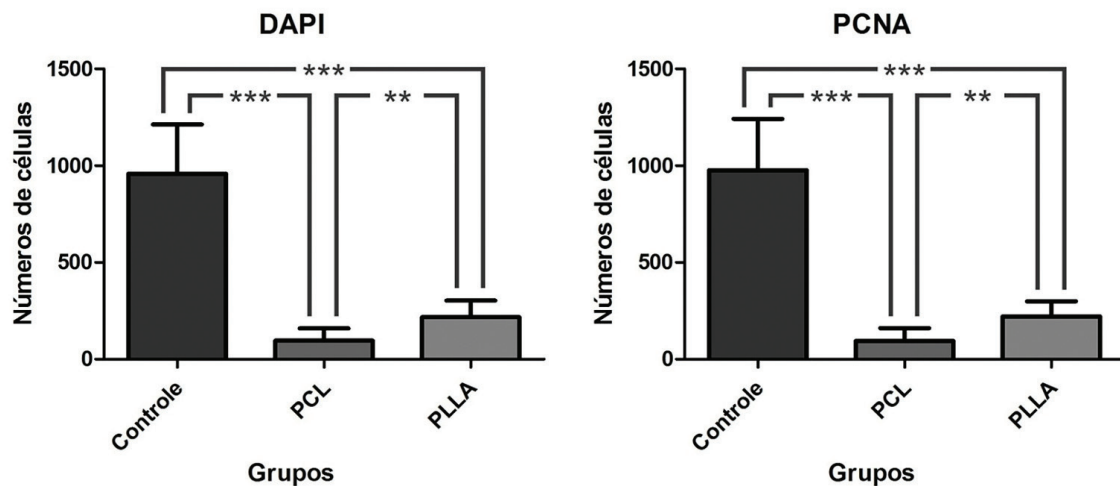 DAPI
Números de células
1500
1000
500
0
***
***
**
Controle
PCL
PLLA
Grupos
PCNA
Números de células
1500
1000
500
0
***
***
**
Controle
PCL
PLLA
Grupos